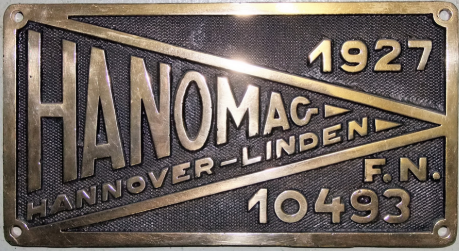 1927
HANOMAG
HANNOVER-LINDEN
F.N.
10493